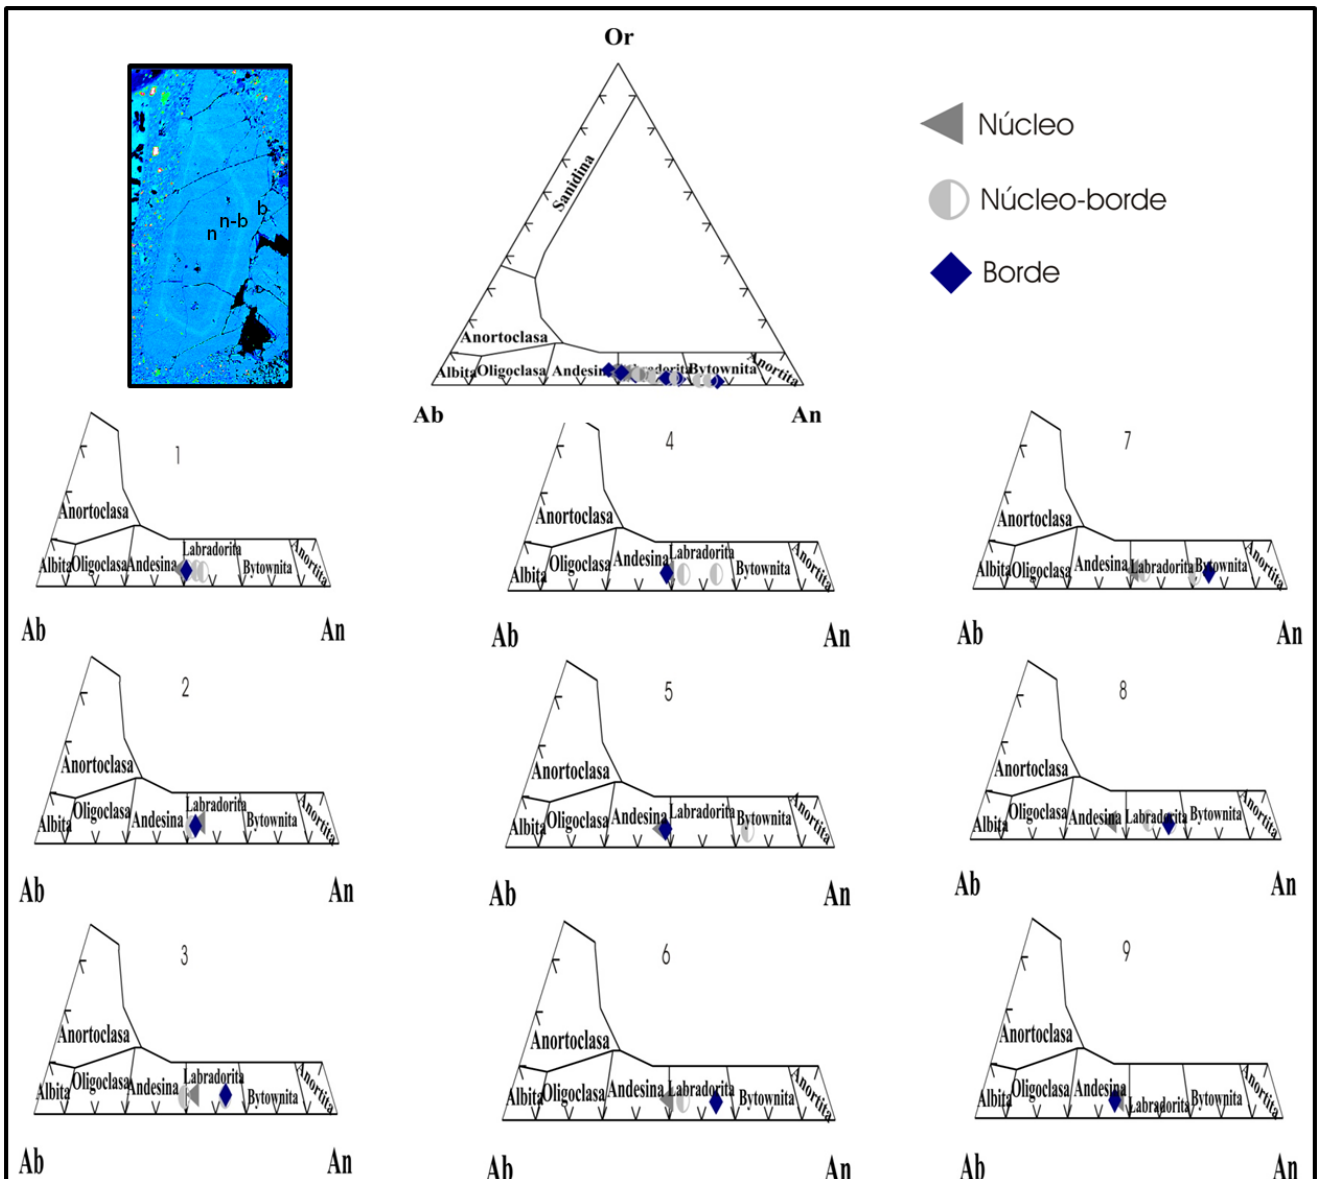 Or
Núcleo
Núcleo-borde
Borde
b
n-b
n
Sanidina
Anortoclasa
Albita Oligoclasa Andesina Labradorita Bytownita Anortita
Ab An
1
Anortoclasa
Albita Oligoclasa Andesina Labradorita Bytownita Anortita
Ab An
4
Anortoclasa
Albita Oligoclasa Andesina Labradorita Bytownita Anortita
Ab An
7
Anortoclasa
Albita Oligoclasa Andesina Labradorita Bytownita Anortita
Ab An
2
Anortoclasa
Albita Oligoclasa Andesina Labradorita Bytownita Anortita
Ab An
5
Anortoclasa
Albita Oligoclasa Andesina Labradorita Bytownita Anortita
Ab An
8
Anortoclasa
Albita Oligoclasa Andesina Labradorita Bytownita Anortita
Ab An
3
Anortoclasa
Albita Oligoclasa Andesina Labradorita Bytownita Anortita
Ab An
6
Anortoclasa
Albita Oligoclasa Andesina Labradorita Bytownita Anortita
Ab An
9
Anortoclasa
Albita Oligoclasa Andesina Labradorita Bytownita Anortita
Ab An